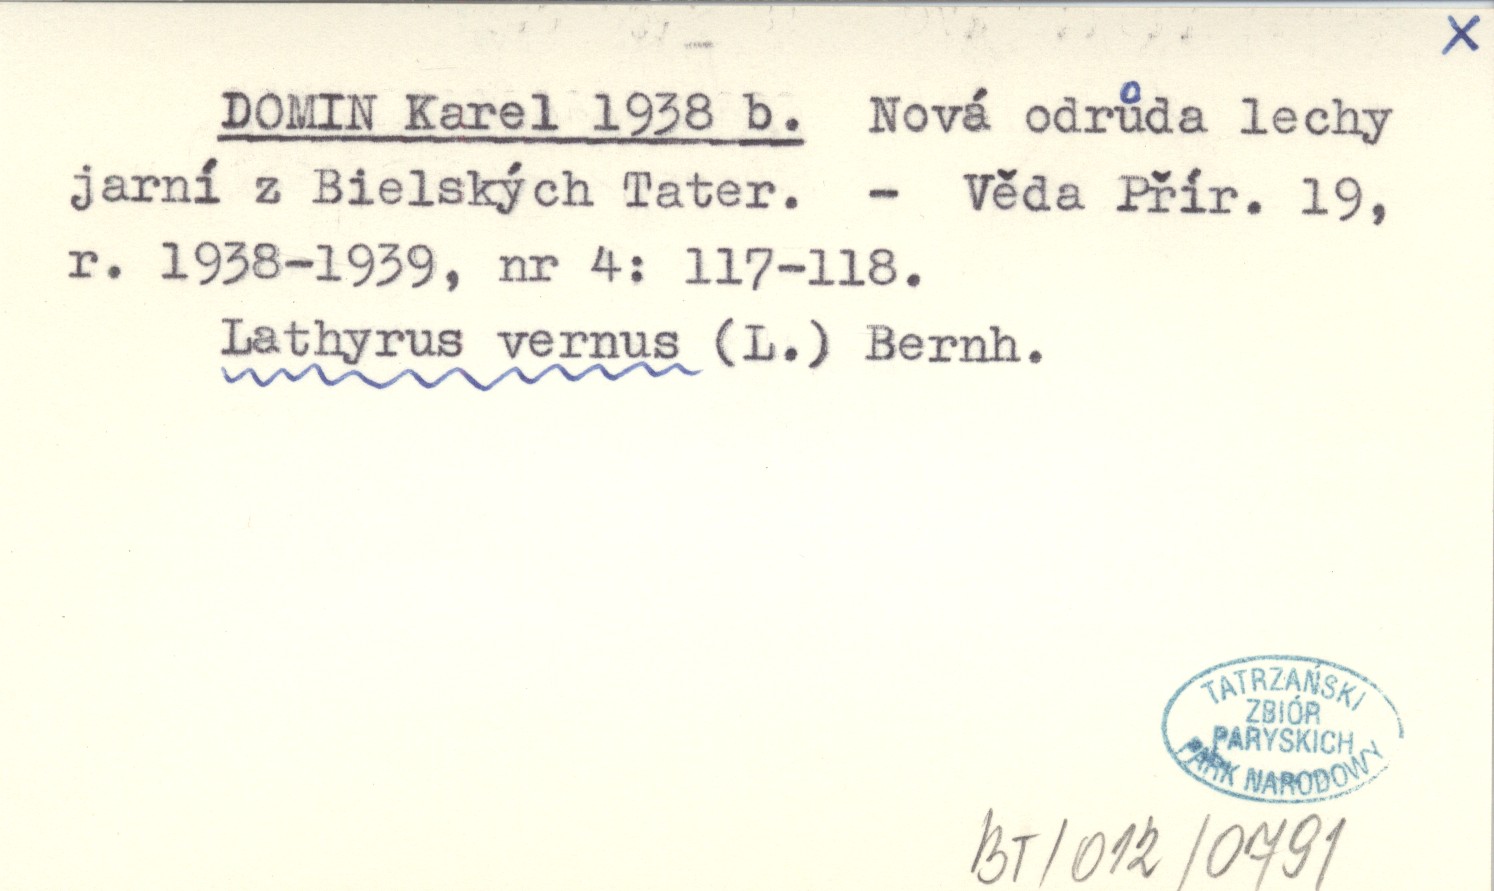 x
DOMIN Karel 1938 b. Nová odrůda lechy
jarní z Bielských Tater. - Věda Přír. 19,
r. 1938-1939, nr 4: 117-118.
Lathyrus vernus (L.) Bernh.
TATRZAŃSKI
ZBIÓR
PARYSKICH
PARK NARODOWY
BT/012/0791